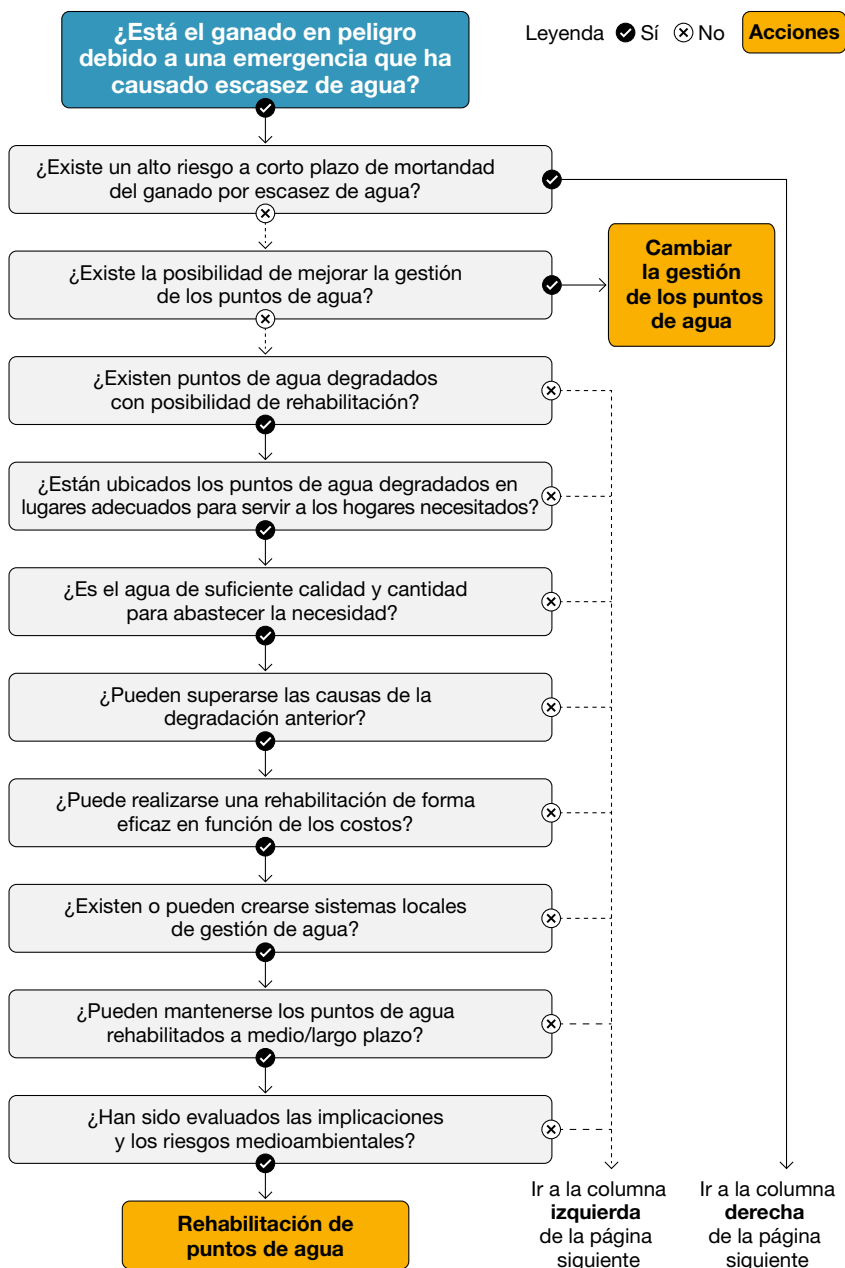 ¿Está el ganado en peligro
debido a una emergencia que ha
causado escasez de agua?
Leyenda Sí No Acciones
¿Existe un alto riesgo a corto plazo de mortandad
del ganado por escasez de agua?
¿Existe la posibilidad de mejorar la gestión
de los puntos de agua?
Cambiar
la gestión
de los puntos
de agua
¿Existen puntos de agua degradados
con posibilidad de rehabilitación?
¿Están ubicados los puntos de agua degradados en
lugares adecuados para servir a los hogares necesitados?
¿Es el agua de suficiente calidad y cantidad
para abastecer la necesidad?
¿Pueden superarse las causas de la
degradación anterior?
¿Puede realizarse una rehabilitación de forma
eficaz en función de los costos?
¿Existen o pueden crearse sistemas locales
de gestión de agua?
¿Pueden mantenerse los puntos de agua
rehabilitados a medio/largo plazo?
¿Han sido evaluados las implicaciones
y los riesgos medioambientales?
Rehabilitación de
puntos de agua
Ir a la columna
izquierda
de la página
siguiente
Ir a la columna
derecha
de la página
siguiente